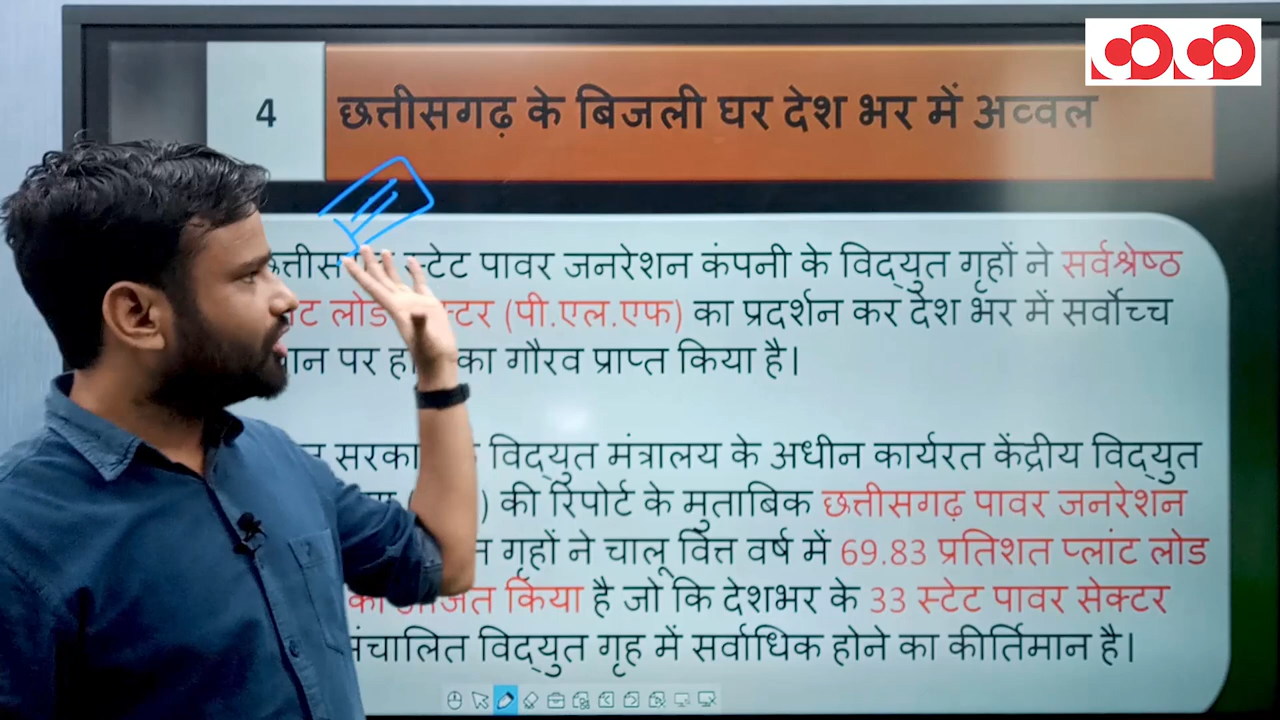 4 छत्तीसगढ़ के बिजली घर देश भर में अव्वल
स्टेट पावर जनरेशन कंपनी के विद्युत गृहों ने सर्वश्रेष्ठ
लोड (पी.एल.एफ) का प्रदर्शन कर देश भर में सर्वोच्च
पर का गौरव प्राप्त किया है।
विद्युत मंत्रालय के अधीन कार्यरत केंद्रीय विद्युत
की रिपोर्ट के मुताबिक छत्तीसगढ़ पावर जनरेशन
गृहों ने चालू वित्त वर्ष में 69.83 प्रतिशत प्लांट लोड
किया है जो कि देशभर के 33 स्टेट पावर सेक्टर
विद्युत गृह में सर्वाधिक होने का कीर्तिमान है।